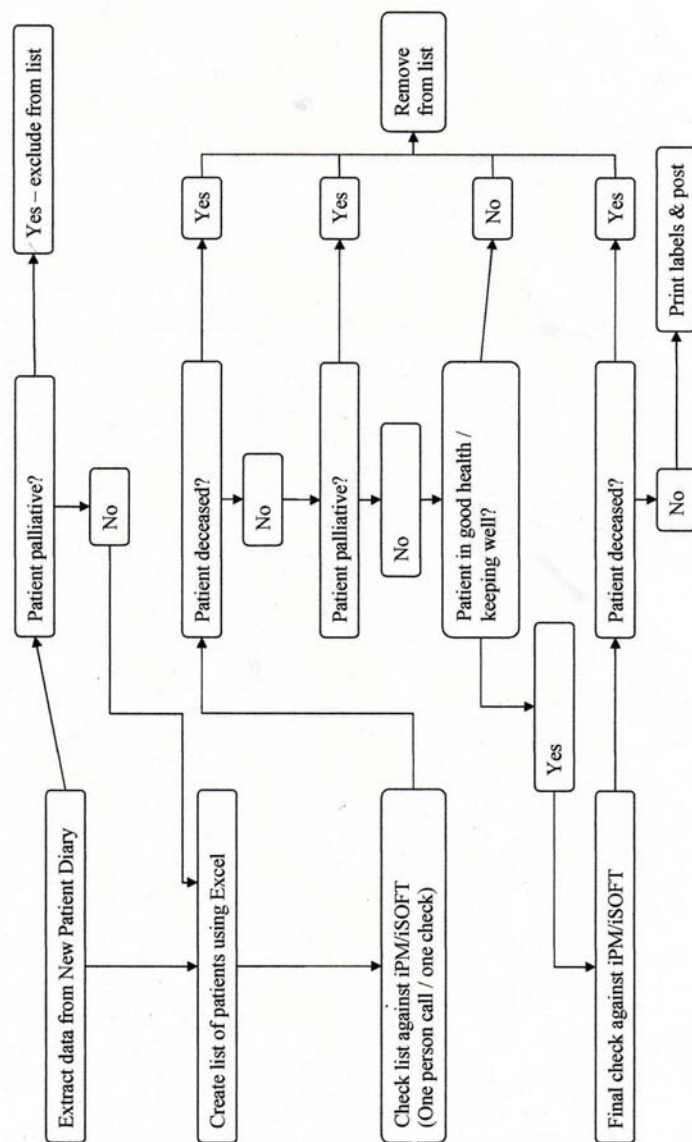 Extract data from New Patient Diary
Patient palliative?
Yes – exclude from list
No
Create list of patients using Excel
Check list against iPM/iSOFT
(One person call / one check)
Patient deceased?
Yes
No
Patient palliative?
Yes
No
Patient in good health /
keeping well?
No
Yes
Remove
from list
Final check against iPM/iSOFT
Patient deceased?
Yes
No
Print labels & post